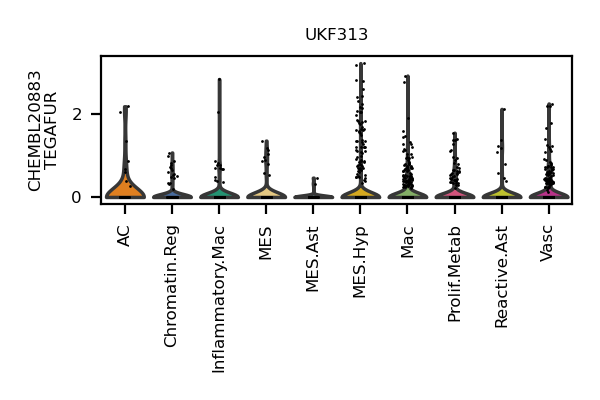 UKF313
CHEMBL20883
TEGAFUR
2
0
AC
Chromatin.Reg
Inflammatory.Mac
MES
MES.Ast
MES.Hyp
Mac
Prolif.Metab
Reactive.Ast
Vasc